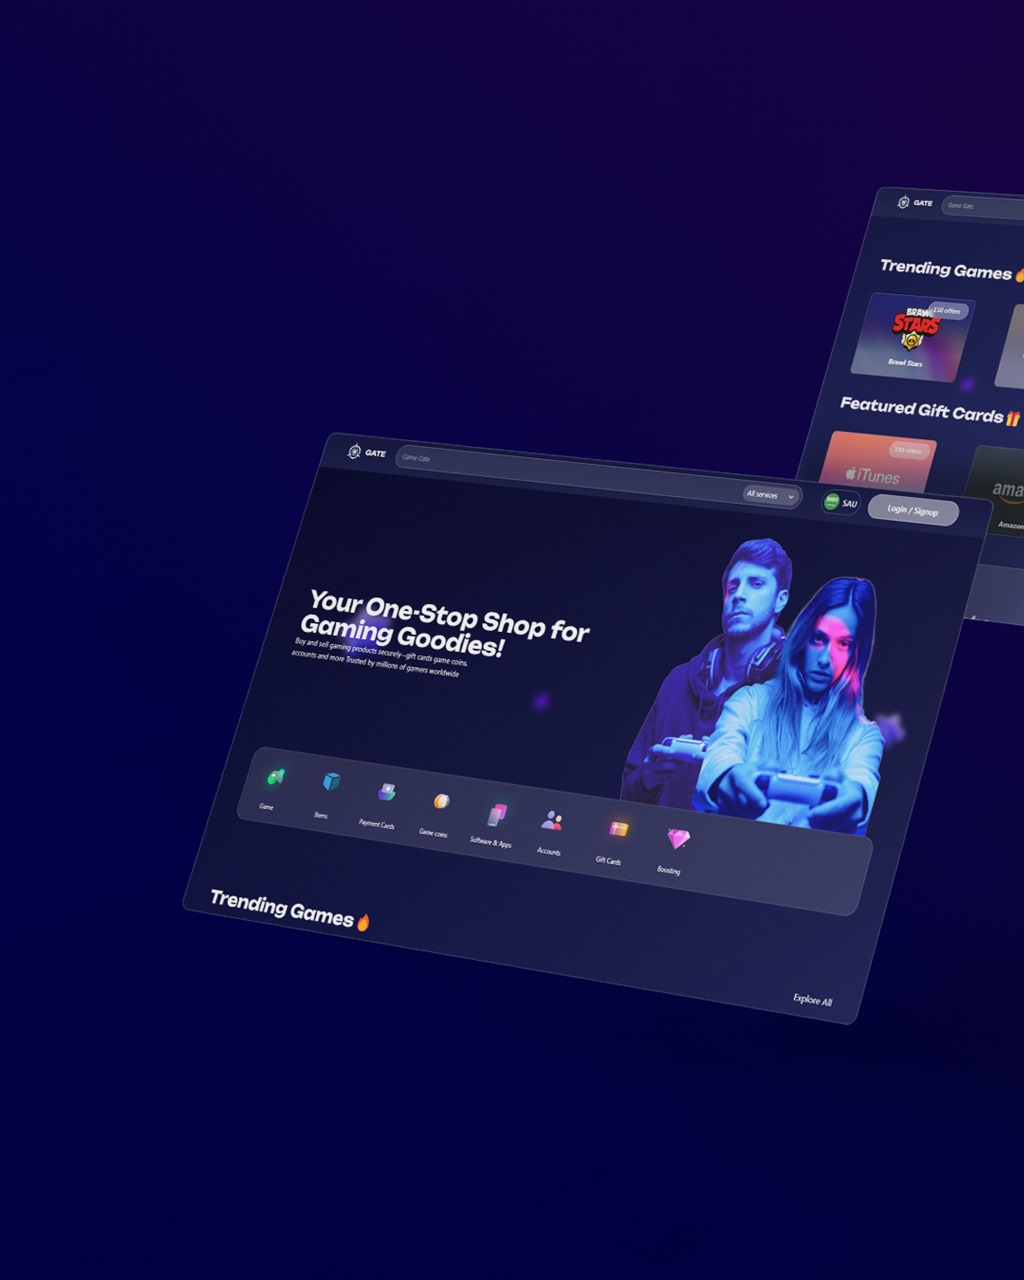 GATE
Game Gate
Trending Games
BRAWL
STARS
150 offers
Brawl Stars
Featured Gift Cards
150 offers
iTunes
Amazon
GATE
Game Gate
All services
SAU
Login / Signup
Your One-Stop Shop for
Gaming Goodies!
Buy and sell gaming products securely--gift cards game coins,
accounts and more Trusted by millions of gamers worldwide
Game
Items
Payment Cards
Game coins
Software & Apps
Accounts
Gift Cards
Boosting
Trending Games
Explore All